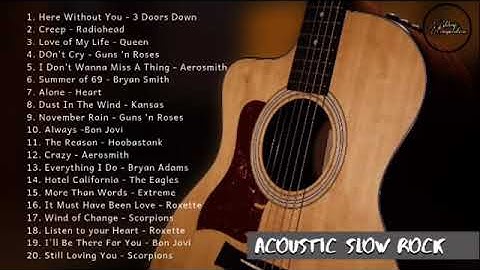 1. Here Without You - 3 Doors Down
2. Creep - Radiohead
3. Love of My Life - Queen
4. DOn't Cry - Guns 'n Roses
5. I Don't Wanna Miss A Thing - Aerosmith
6. Summer of 69 - Bryan Smith
7. Alone - Heart
8. Dust In The Wind - Kansas
9. November Rain - Guns n' Roses
10. Always -Bon Jovi
11. The Reason - Hoobastank
12. Crazy - Aerosmith
13. Everything I Do - Bryan Adams
14. Hotel California - The Eagles
15. More Than Words - Extreme
16. It Must Have Been Love - Roxette
17. Wind of Change - Scorpions
18. Listen to your Heart - Roxette
19. I'll Be There For You - Bon Jovi
20. Still Loving You - Scorpions
ACOUSTIC SLOW ROCK